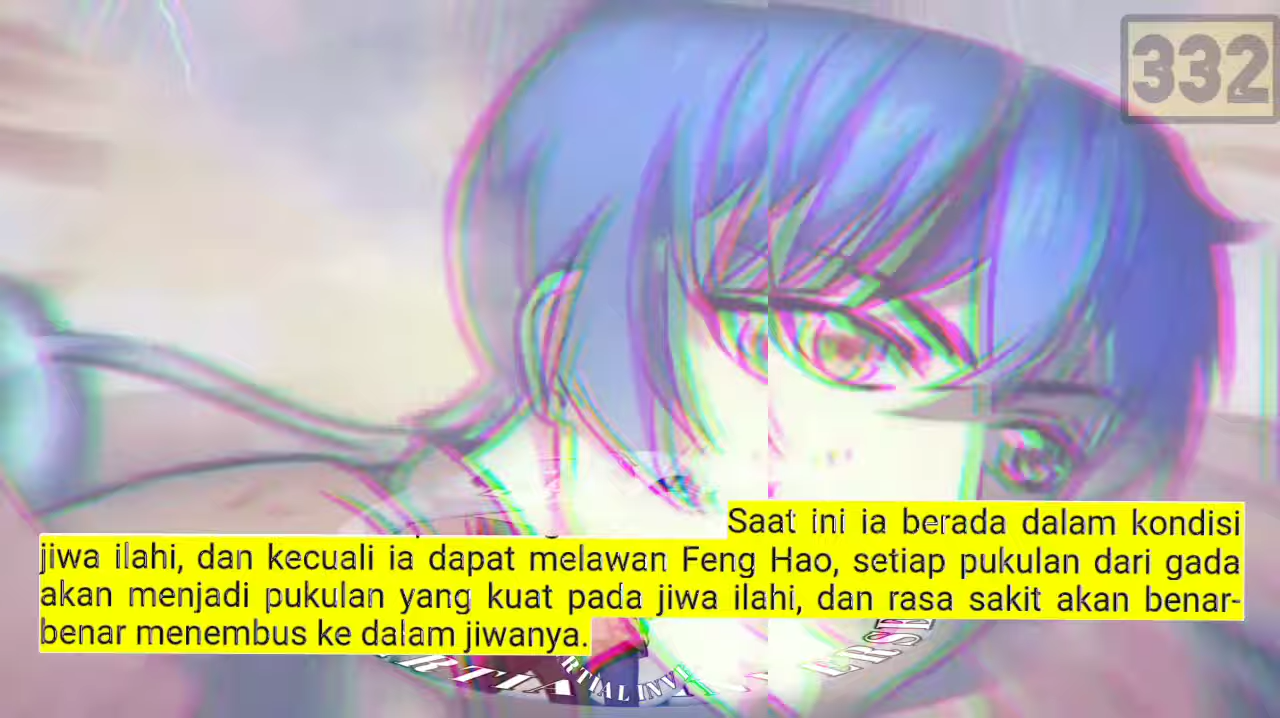 332
Saat ini ia berada dalam kondisi
jiwa ilahi, dan kecuali ia dapat melawan Feng Hao, setiap pukulan dari gada
akan menjadi pukulan yang kuat pada jiwa ilahi, dan rasa sakit akan benar-
benar menembus ke dalam jiwanya.